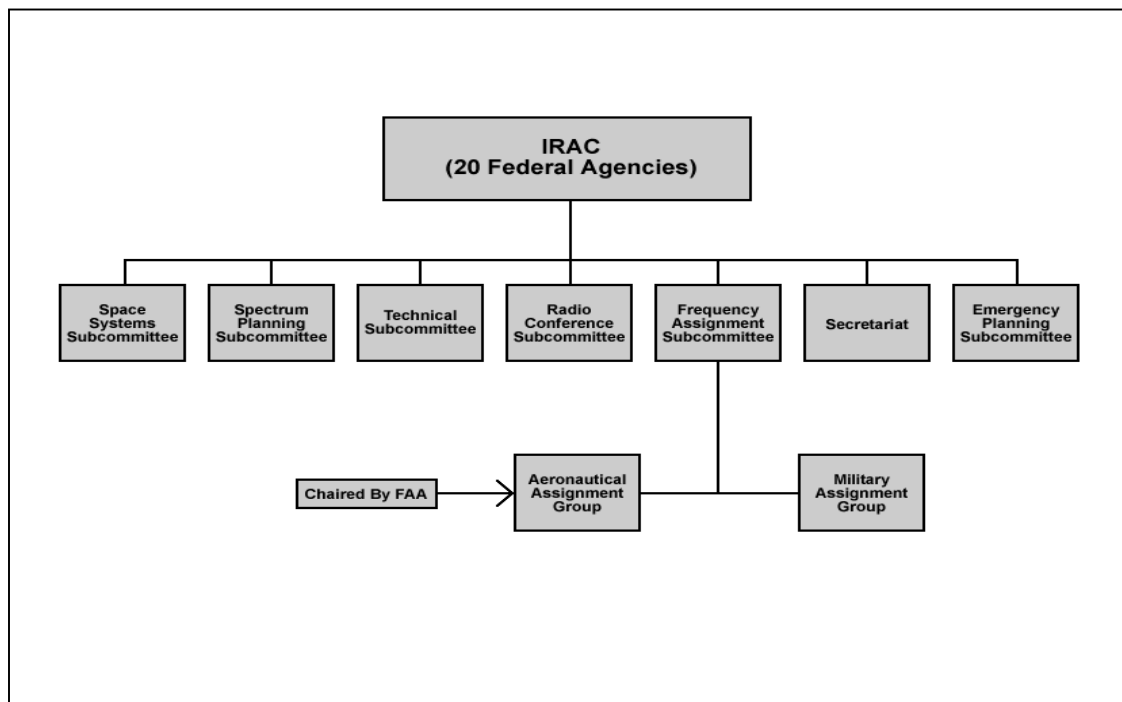 IRAC
(20 Federal Agencies)
Space
Systems
Subcommittee
Spectrum
Planning
Subcommittee
Technical
Subcommittee
Radio
Conference
Subcommittee
Frequency
Assignment
Subcommittee
Secretariat
Emergency
Planning
Subcommittee
Chaired By FAA
Aeronautical
Assignment
Group
Military
Assignment
Group